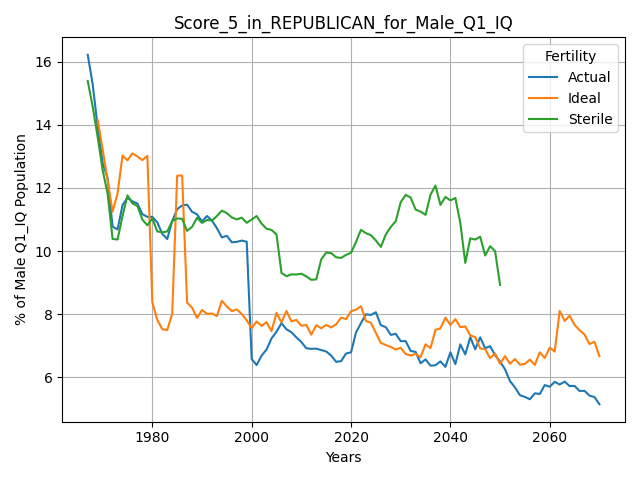 Score_5_in_REPUBLICAN_for_Male_Q1_IQ
Fertility
Actual
Ideal
Sterile
% of Male Q1_IQ Population
16
14
12
10
8
6
1980
2000
2020
2040
2060
Years